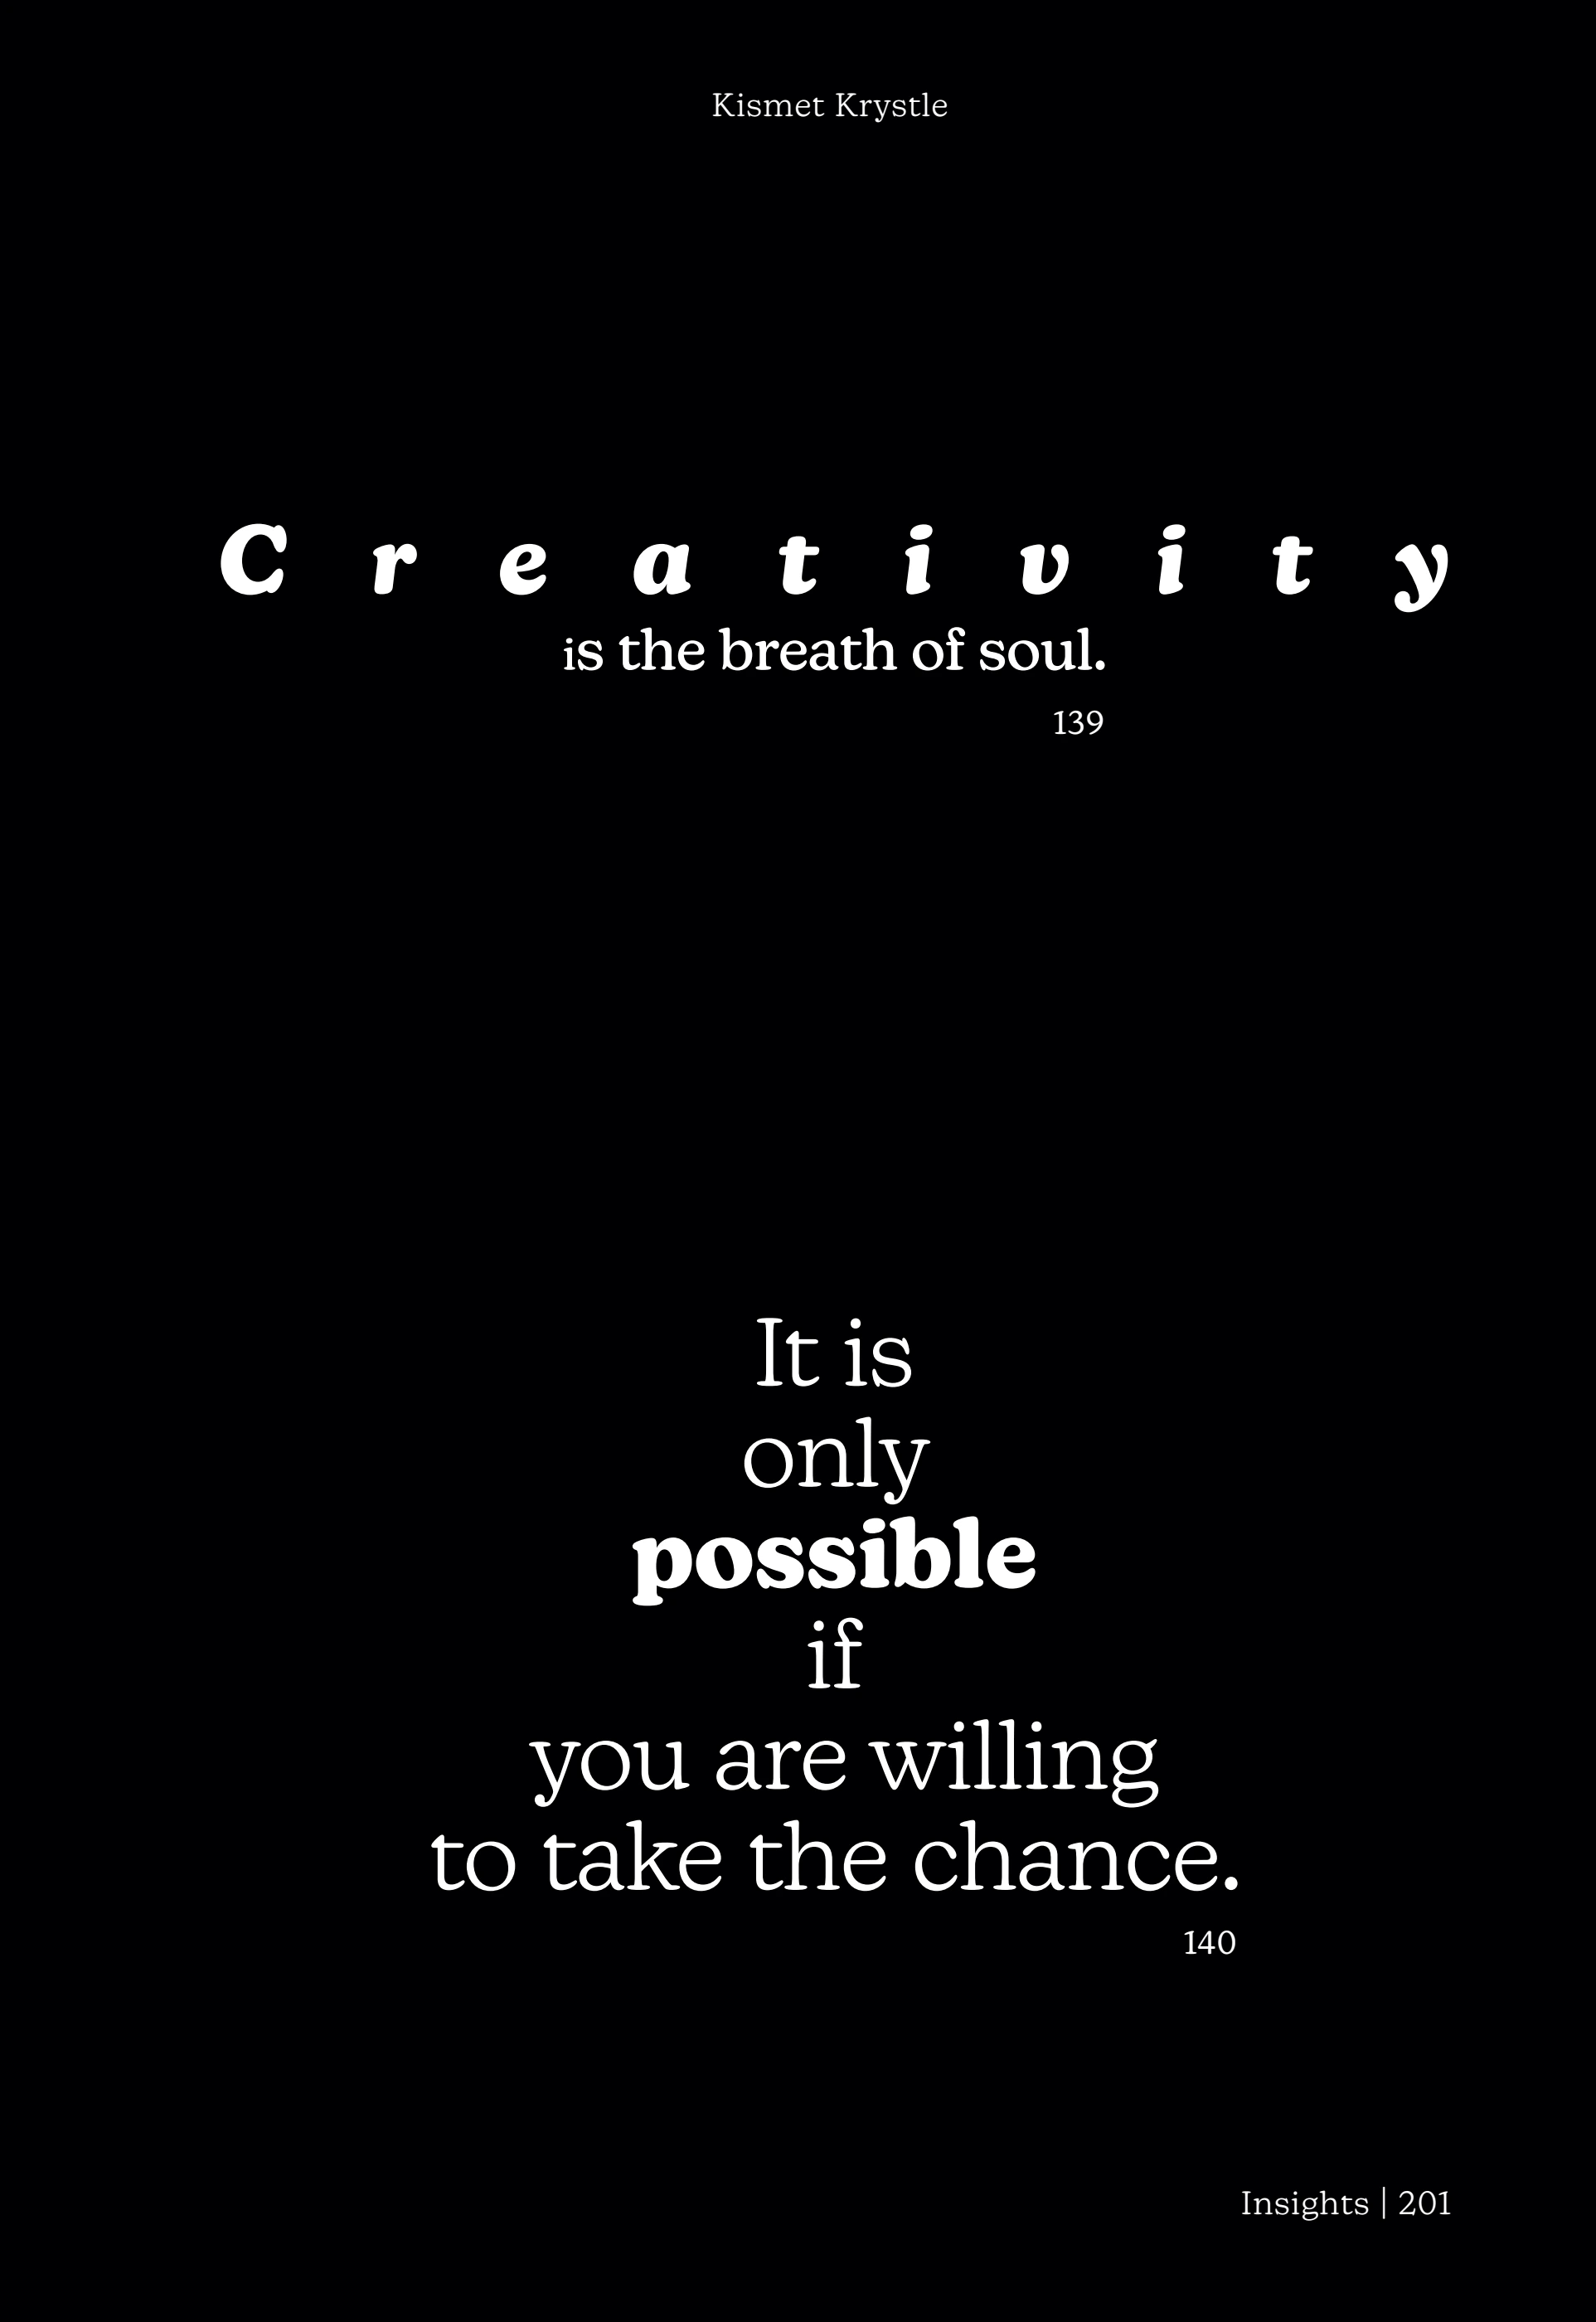 Kismet Krystle
C r e a t i v i t y
is the breath of soul.
139
It is
only
possible
if
you are willing
to take the chance.
140
Insights | 201